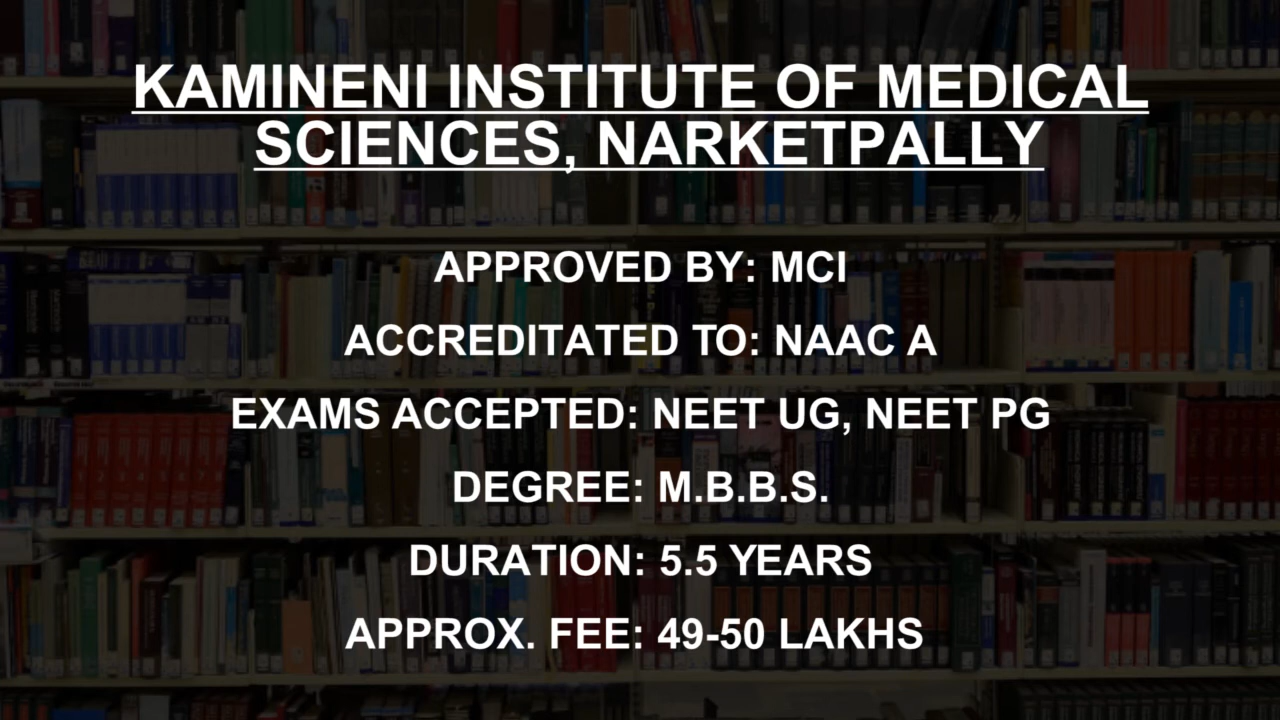 KAMINENI INSTITUTE OF MEDICAL
SCIENCES, NARKETPALLY
APPROVED BY: MCI
ACCREDITATED TO: NAAC A
EXAMS ACCEPTED: NEET UG, NEET PG
DEGREE: M.B.B.S.
DURATION: 5.5 YEARS
APPROX. FEE: 49-50 LAKHS